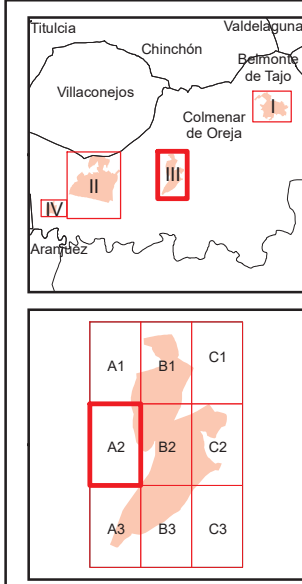 Titulcia
Valdelaguna
Chinchón
Belmonte
de Tajo
Villaconejos
I
Colmenar
de Oreja
III
II
IV
Aranjuez
A1
B1
C1
A2
B2
C2
A3
B3
C3